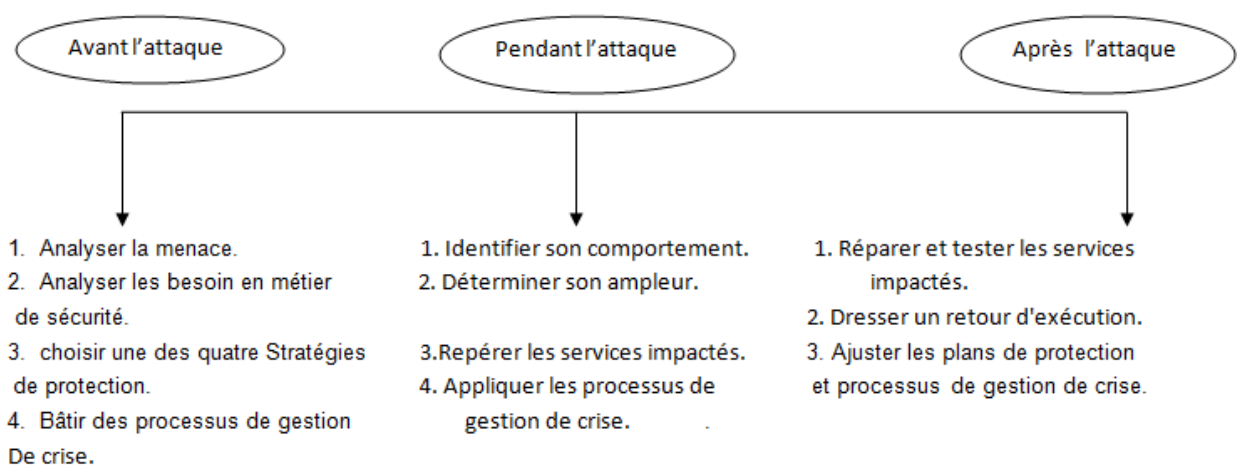 Avant l'attaque
Pendant l'attaque
Après l'attaque
1. Analyser la menace.
2. Analyser les besoin en métier
de sécurité.
3. choisir une des quatre Stratégies
de protection.
4. Bâtir des processus de gestion
De crise.
1. Identifier son comportement.
2. Déterminer son ampleur.
3.Repérer les services impactés.
4. Appliquer les processus de
gestion de crise. .
1. Réparer et tester les services
impactés.
2. Dresser un retour d'exécution.
3. Ajuster les plans de protection
et processus de gestion de crise.